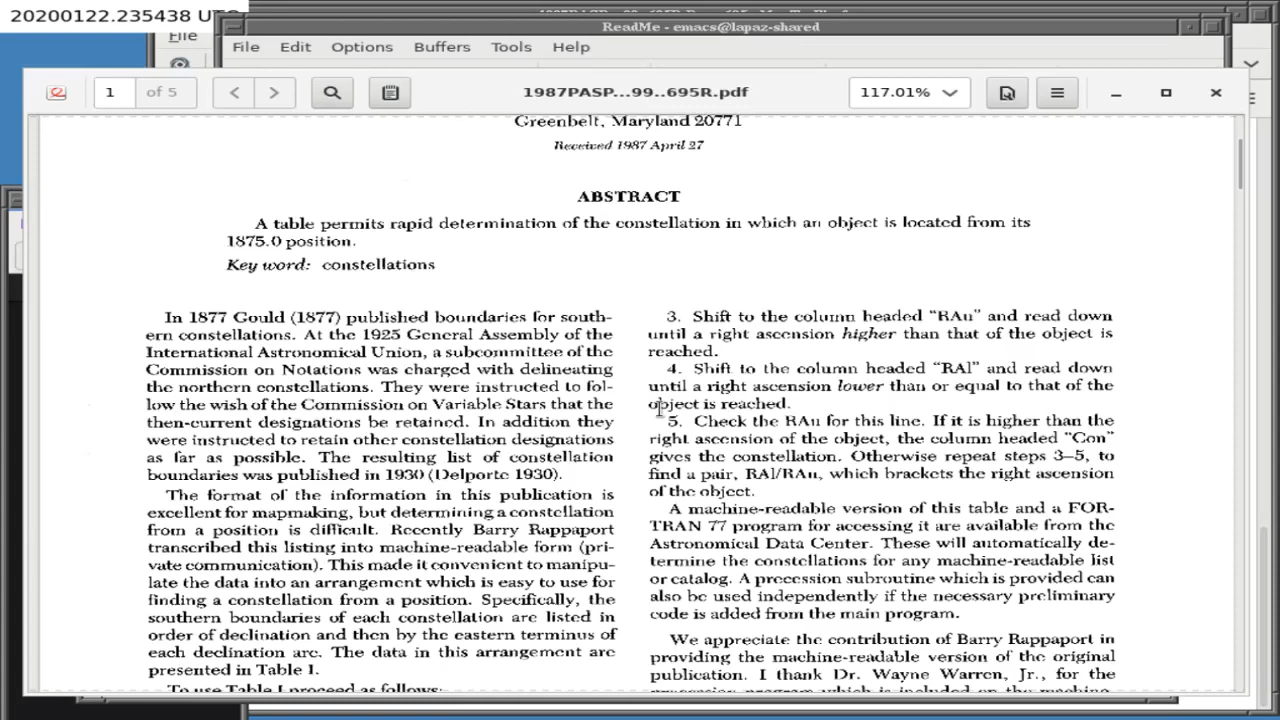 20200122.235438 UTC
ReadMe - emacs@lapaz-shared
File
File Edit Options Buffers Tools Help
1 of 5
1987PASP...99..695R.pdf
117.01%
Greenbelt, Maryland 20771
Received 1987 April 27
ABSTRACT
A table permits rapid determination of the constellation in which an object is located from its
1875.0 position.
Key word: constellations
In 1877 Gould (1877) published boundaries for south-
ern constellations. At the 1925 General Assembly of the
International Astronomical Union, a subcommittee of the
Commission on Notations was charged with delineating
the northern constellations. They were instructed to fol-
low the wish of the Commission on Variable Stars that the
then-current designations be retained. In addition they
were instructed to retain other constellation designations
as far as possible. The resulting list of constellation
boundaries was published in 1930 (Delporte 1930).
The format of the information in this publication is
excellent for mapmaking, but determining a constellation
from a position is difficult. Recently Barry Rappaport
transcribed this listing into machine-readable form (pri-
vate communication). This made it convenient to manipu-
late the data into an arrangement which is easy to use for
finding a constellation from a position. Specifically, the
southern boundaries of each constellation are listed in
order of declination and then by the eastern terminus of
each declination arc. The data in this arrangement are
presented in Table 1.
To use Table 1 proceed as follows:
3. Shift to the column headed "RAu" and read down
until a right ascension higher than that of the object is
reached.
4. Shift to the column headed "RAl" and read down
until a right ascension lower than or equal to that of the
object is reached.
5. Check the RAu for this line. If it is higher than the
right ascension of the object, the column headed "Con"
gives the constellation. Otherwise repeat steps 3–5, to
find a pair, RAl/RAu, which brackets the right ascension
of the object.
A machine-readable version of this table and a FOR-
TRAN 77 program for accessing it are available from the
Astronomical Data Center. These will automatically de-
termine the constellations for any machine-readable list
or catalog. A precession subroutine which is provided can
also be used independently if the necessary preliminary
code is added from the main program.
We appreciate the contribution of Barry Rappaport in
providing the machine-readable version of the original
publication. I thank Dr. Wayne Warren, Jr., for the
precession program which is included on the machine-